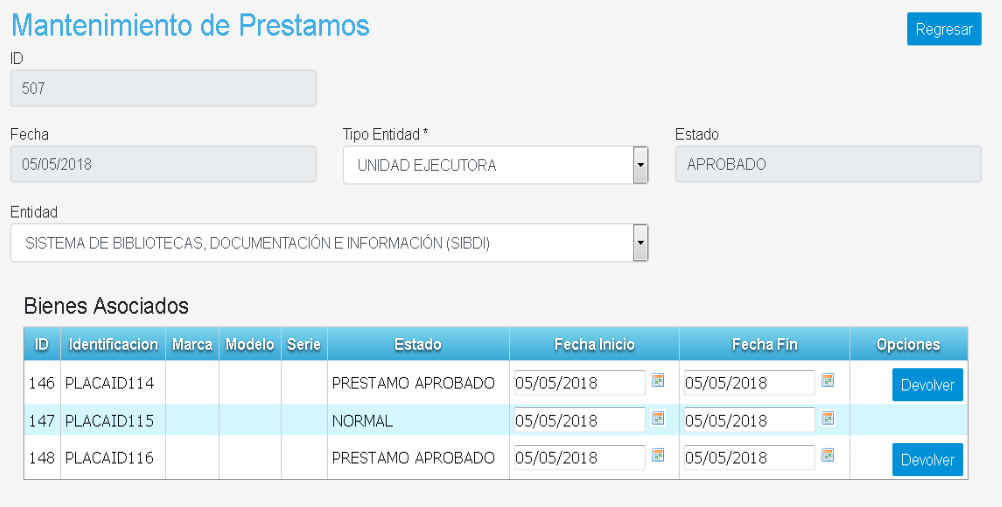 Mantenimiento de Prestamos
Regresar
ID
507
Fecha Tipo Entidad * Estado
05/05/2018 UNIDAD EJECUTORA APROBADO
Entidad
SISTEMA DE BIBLIOTECAS, DOCUMENTACIÓN E INFORMACIÓN (SIBDI)
Bienes Asociados
ID Identificacion Marca Modelo Serie Estado Fecha Inicio Fecha Fin Opciones
146 PLACAID114 PRESTAMO APROBADO 05/05/2018 05/05/2018 Devolver
147 PLACAID115 NORMAL 05/05/2018 05/05/2018
148 PLACAID116 PRESTAMO APROBADO 05/05/2018 05/05/2018 Devolver